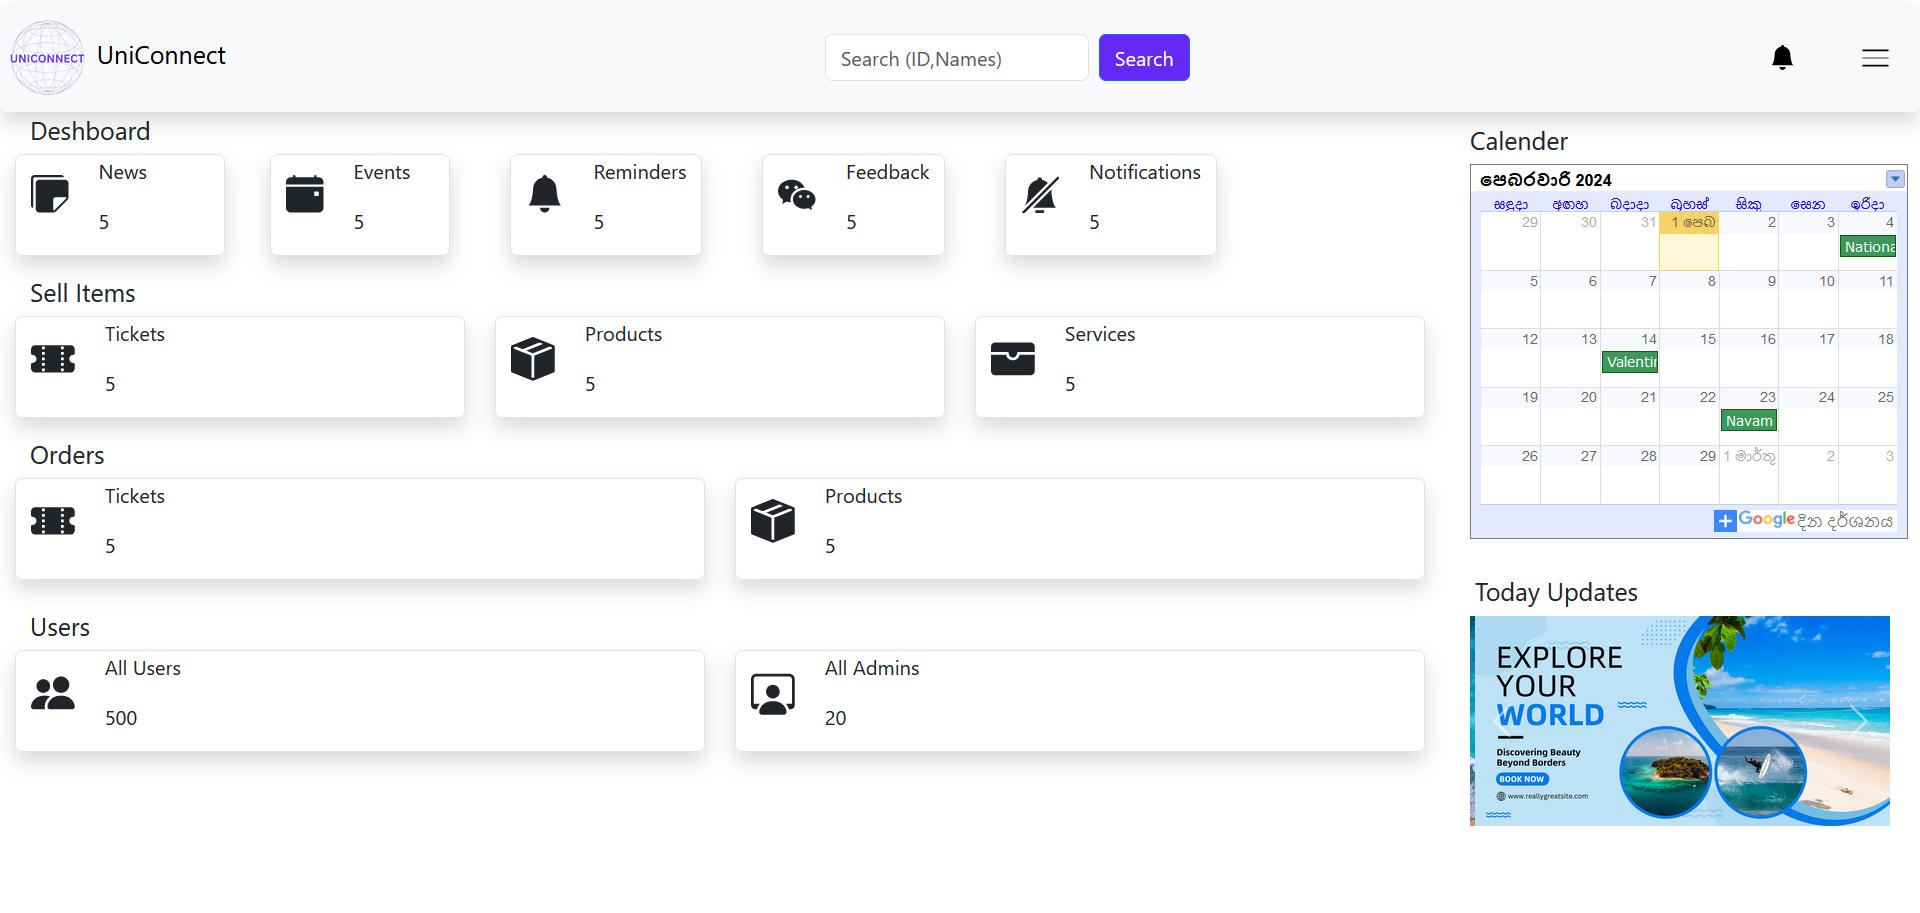 UNICONNECT
UniConnect
Search (ID,Names)
Search
Deshboard
News
5
Events
5
Reminders
5
Feedback
5
Notifications
5
Sell Items
Tickets
5
Products
5
Services
5
Orders
Tickets
5
Products
5
Users
All Users
500
All Admins
20
Calender
පෙබරවාරි 2024
සඳුදා අඟහ බදාදා බ්‍රහස් සිකු සෙන ඉරිදා
29 30 31 1 පෙබ 2 3 4
Nationa
5 6 7 8 9 10 11
12 13 14 15 16 17 18
Valentin
19 20 21 22 23 24 25
Navam
26 27 28 29 1 මාර්තු 2 3
Google දින දර්ශනය
Today Updates
EXPLORE
YOUR
WORLD
Discovering Beauty
Beyond Borders
BOOK NOW
www.reallygreatsite.com